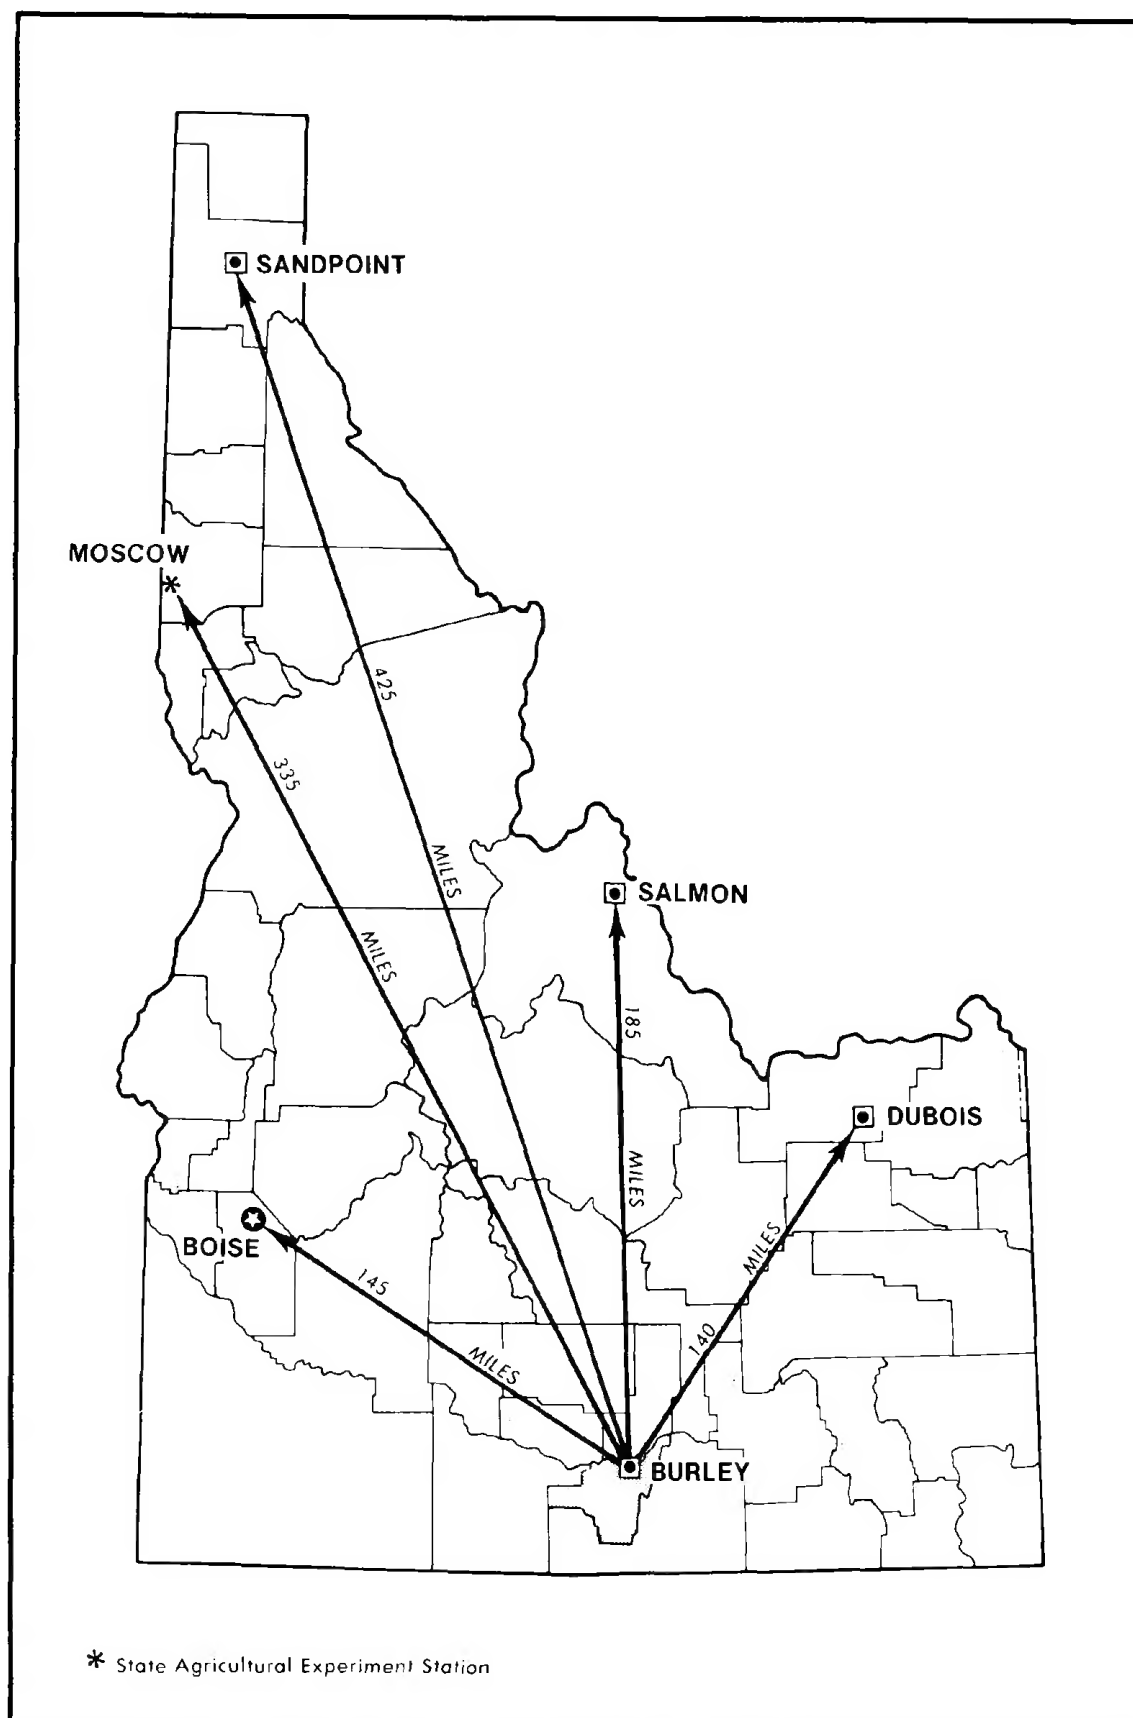 SANDPOINT
MOSCOW
*
425
MILES
335
MILES
SALMON
185
MILES
DUBOIS
BOISE
145
MILES
140
MILES
BURLEY
* State Agricultural Experiment Station